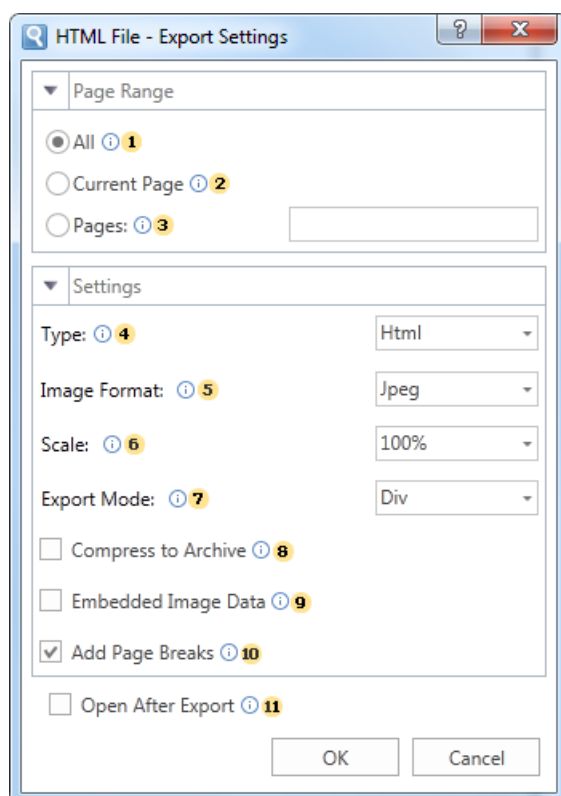 HTML File - Export Settings ? X
Page Range
All i 1
Current Page i 2
Pages: i 3
Settings
Type: i 4 Html
Image Format: i 5 Jpeg
Scale: i 6 100%
Export Mode: i 7 Div
Compress to Archive i 8
Embedded Image Data i 9
Add Page Breaks i 10
Open After Export i 11
OK Cancel